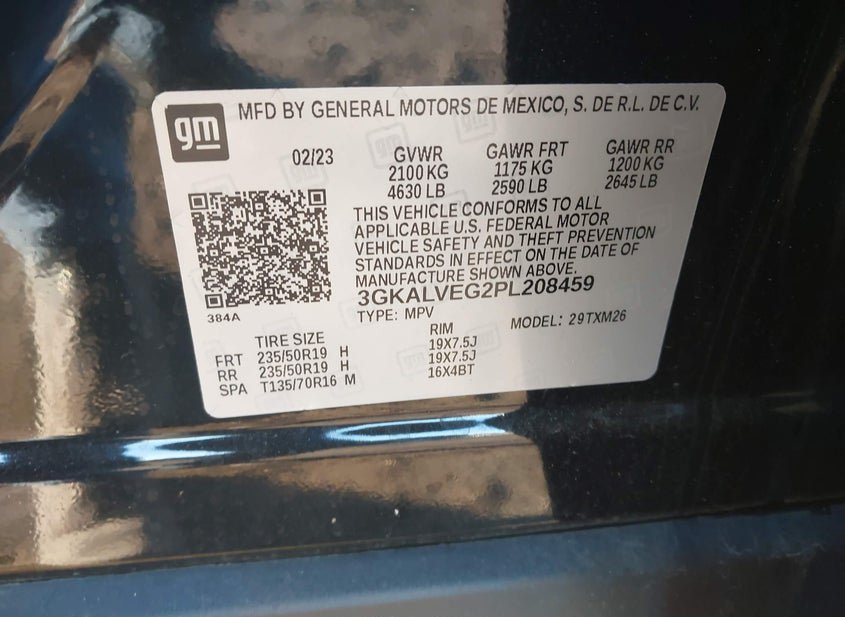 gm
MFD BY GENERAL MOTORS DE MEXICO, S. DE R.L. DE C.V.
02/23 GVWR GAWR FRT GAWR RR
2100 KG 1175 KG 1200 KG
4630 LB 2590 LB 2645 LB
THIS VEHICLE CONFORMS TO ALL
APPLICABLE U.S. FEDERAL MOTOR
VEHICLE SAFETY AND THEFT PREVENTION
STANDARDS IN EFFECT ON THE DATE OF
MANUFACTURE SHOWN ABOVE.
3GKALVEG2PL208459
384A
TYPE: MPV MODEL: 29TXM26
TIRE SIZE RIM
FRT 235/50R19 H 19X7.5J
RR 235/50R19 H 19X7.5J
SPA T135/70R16 M 16X4BT